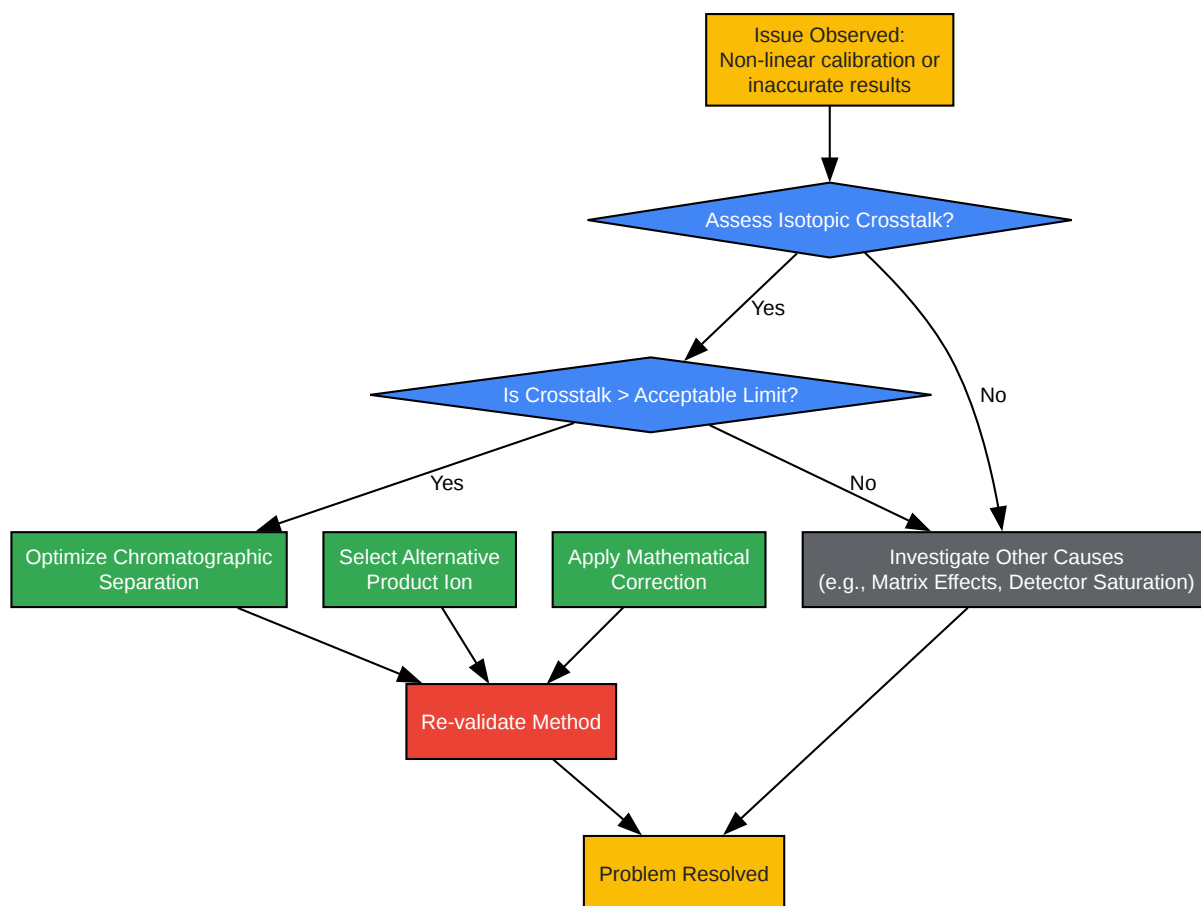 Issue Observed:
Non-linear calibration or
inaccurate results
Assess Isotopic Crosstalk?
Yes
Is Crosstalk > Acceptable Limit?
No
Yes
No
Optimize Chromatographic
Separation
Select Alternative
Product Ion
Apply Mathematical
Correction
Investigate Other Causes
(e.g., Matrix Effects, Detector Saturation)
Re-validate Method
Problem Resolved